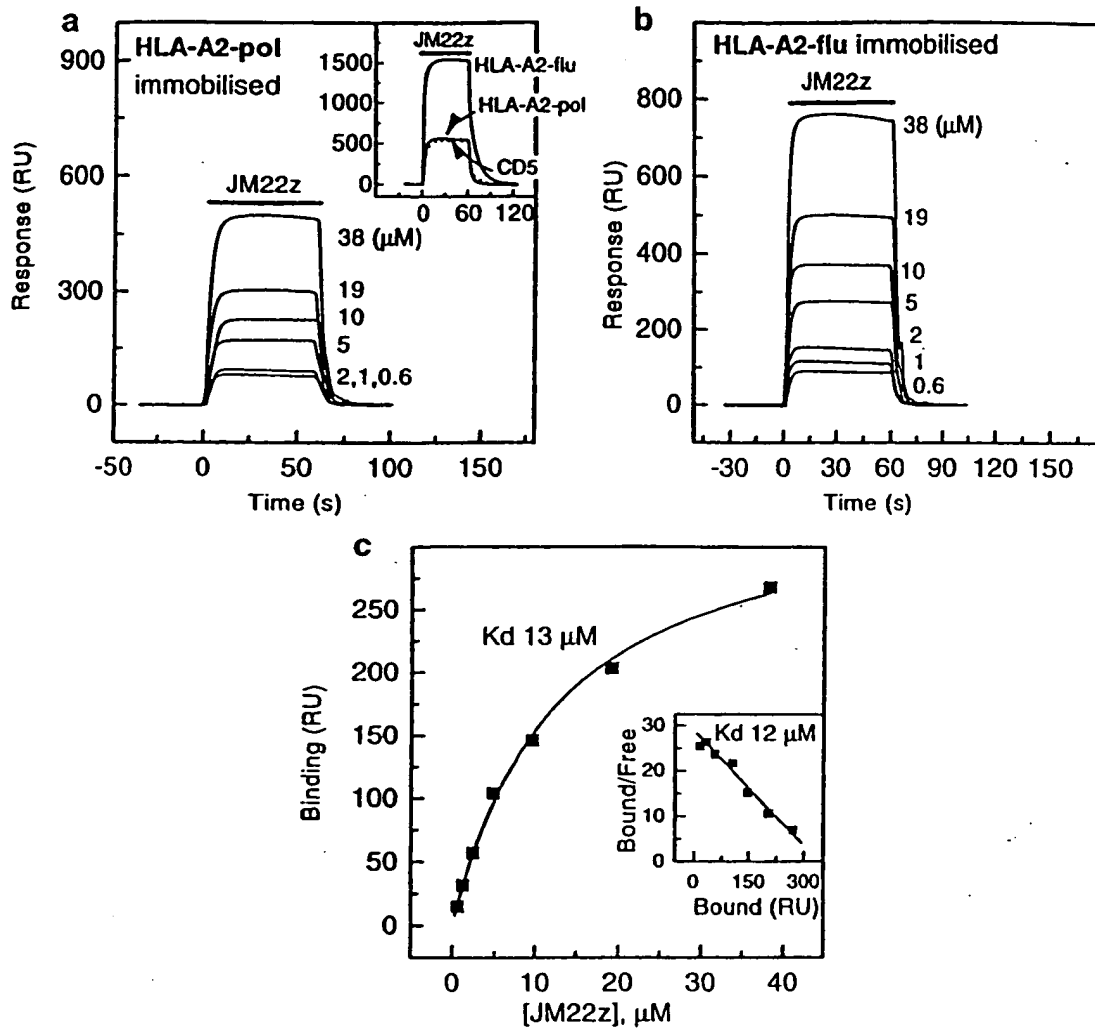 a
HLA-A2-pol
immobilised
JM22z
HLA-A2-flu
HLA-A2-pol
CD5
1500
1000
500
0
0 60 120
900
600
300
0
Response (RU)
JM22z
38 (μM)
19
10
5
2,1,0.6
-50 0 50 100 150
Time (s)
b
HLA-A2-flu immobilised
JM22z
800
600
400
200
0
Response (RU)
38 (μM)
19
10
5
2
1
0.6
-30 0 30 60 90 120 150
Time (s)
c
250
200
150
100
50
0
Binding (RU)
Kd 13 μM
30
20
10
0
Bound/Free
Kd 12 μM
0 150 300
Bound (RU)
0 10 20 30 40
[JM22z], μM